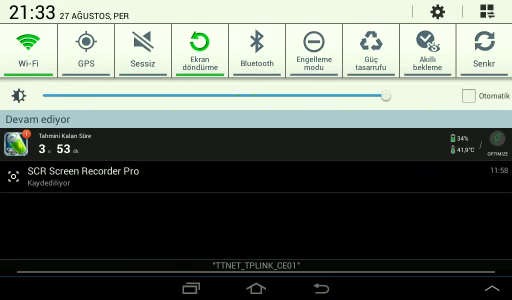 21:33 27 AĞUSTOS, PER
Wi-Fi
GPS
Sessiz
Ekran
döndürme
Bluetooth
Engelleme
modu
Güç
tasarrufu
Akıllı
bekleme
Senkr
Otomatik
Devam ediyor
Tahmini Kalan Süre
3 s. 53 dk
34%
41,9°C
/
OPTIMIZE
SCR Screen Recorder Pro
11:58
Kaydediliyor
"TTNET_TPLINK_CE01"